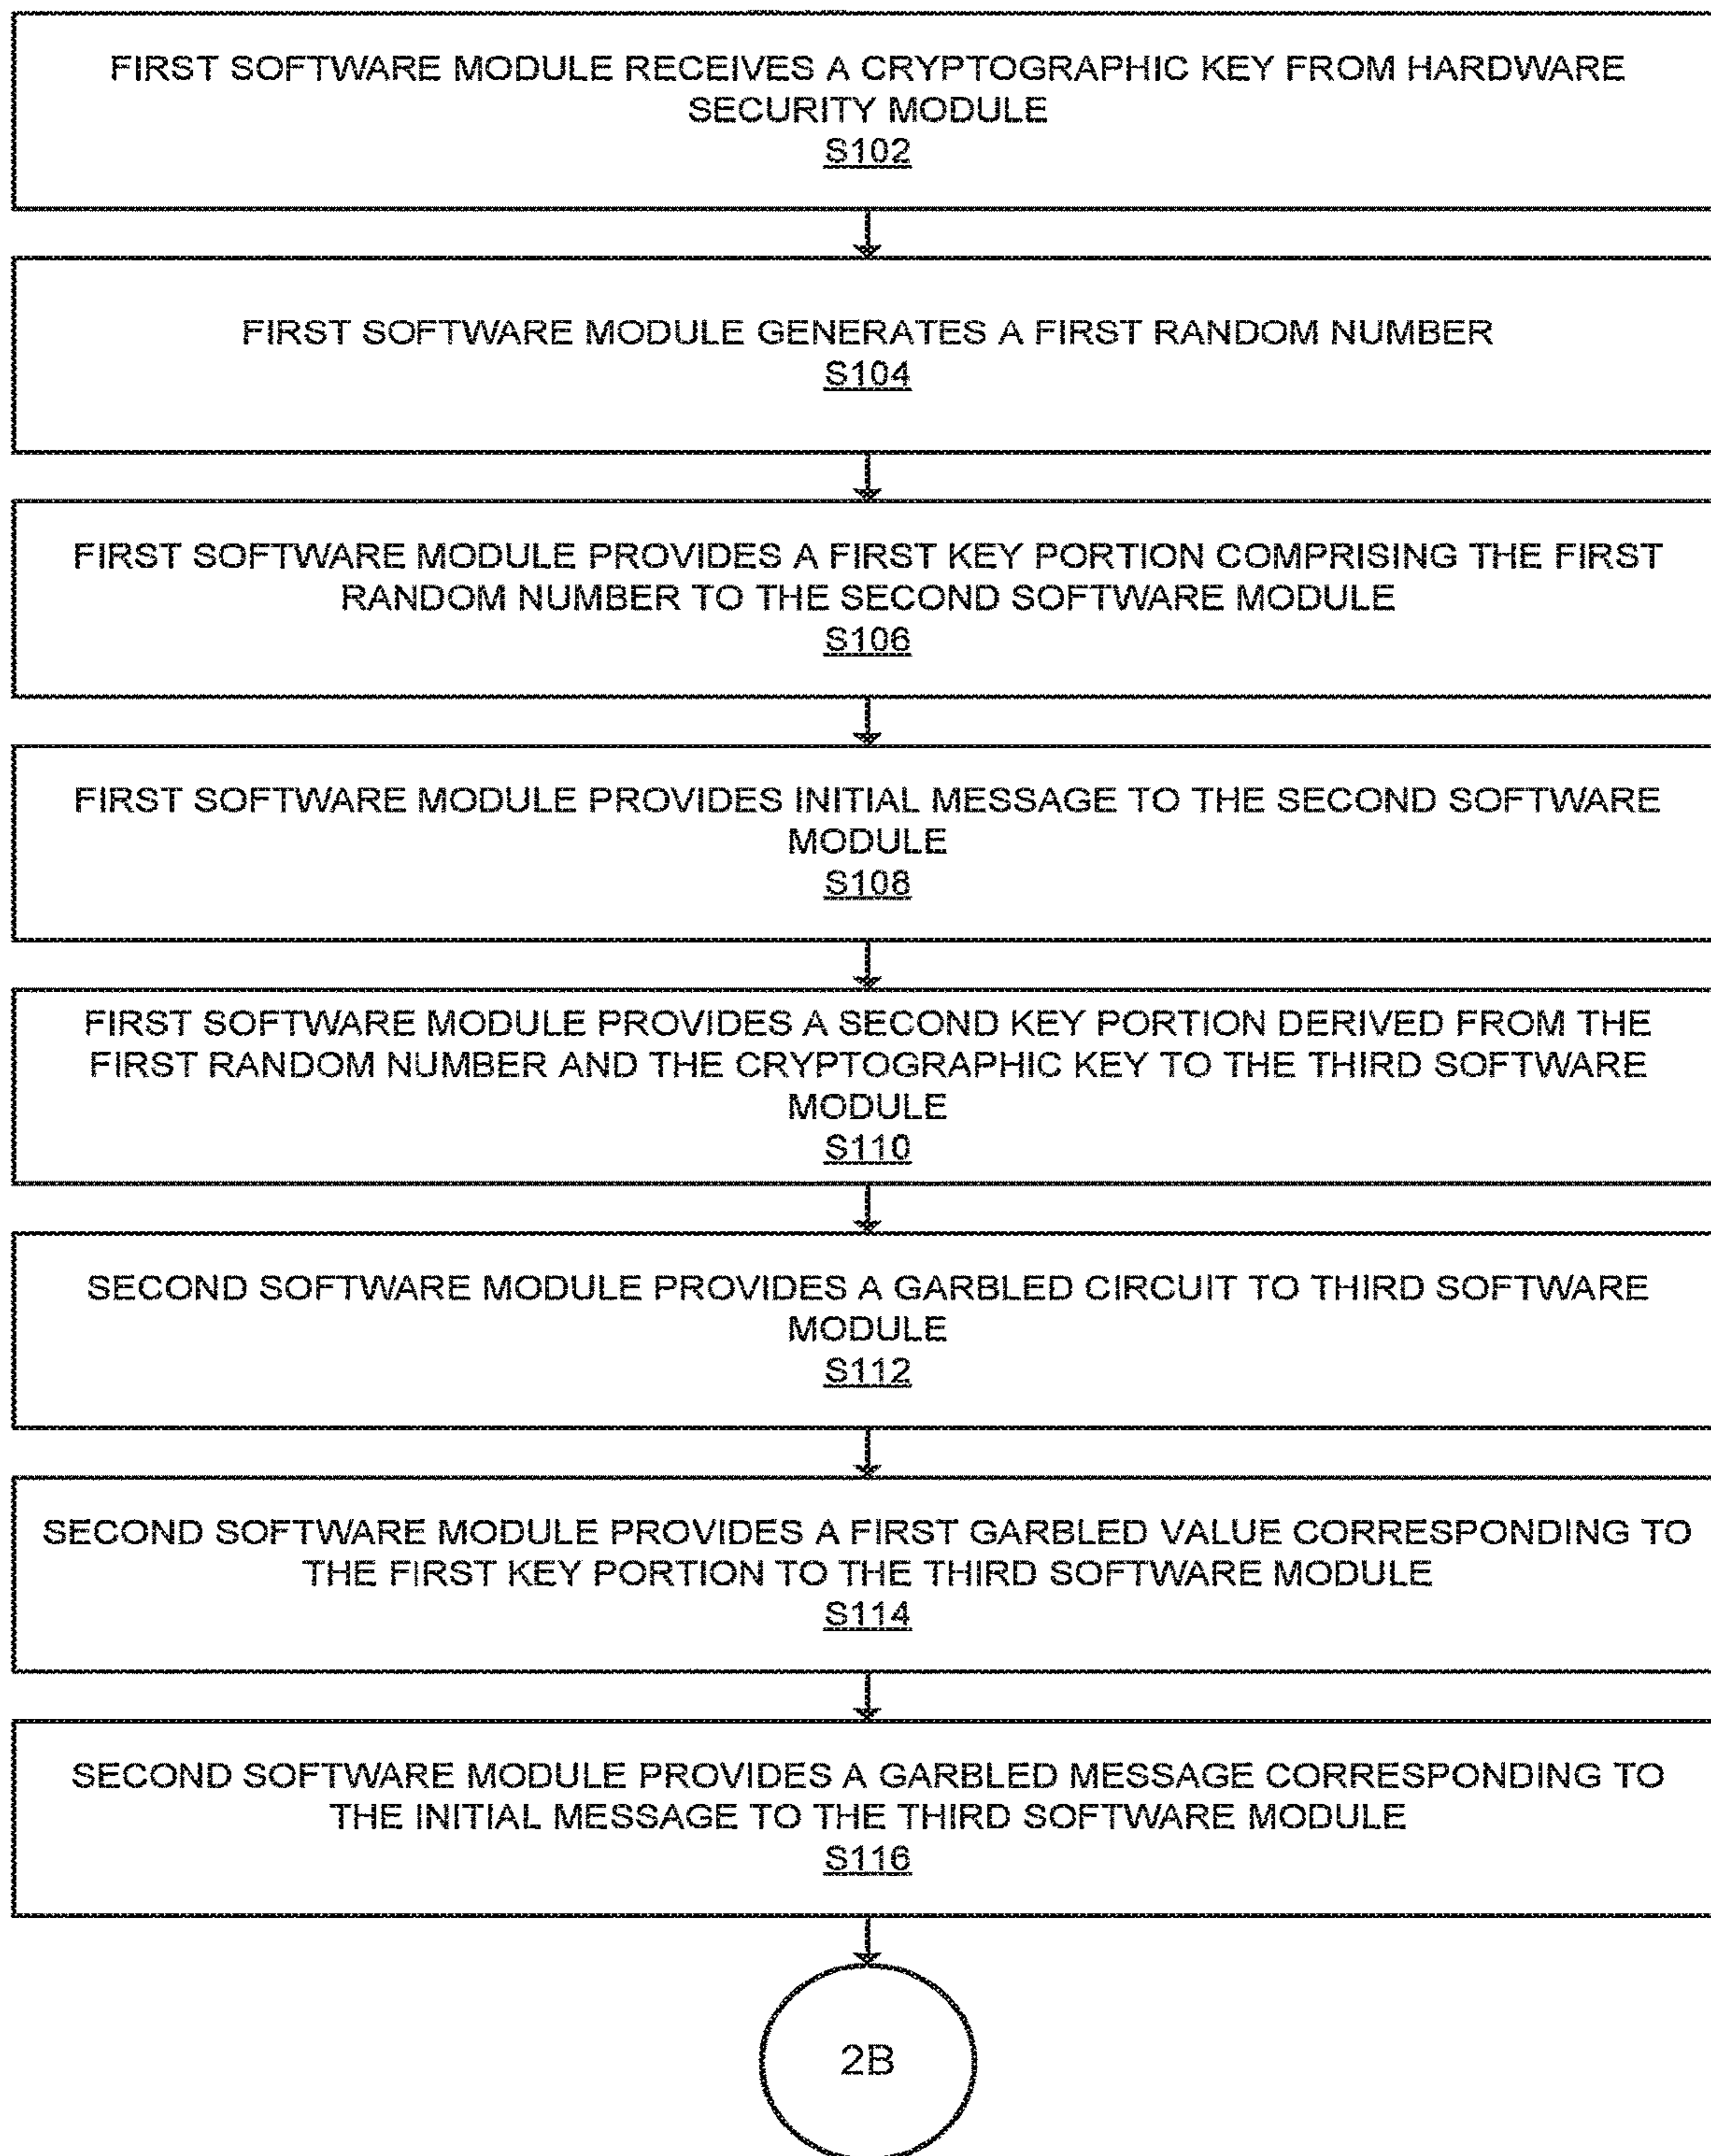 FIRST SOFTWARE MODULE RECEIVES A CRYPTOGRAPHIC KEY FROM HARDWARE
SECURITY MODULE
S102
FIRST SOFTWARE MODULE GENERATES A FIRST RANDOM NUMBER
S104
FIRST SOFTWARE MODULE PROVIDES A FIRST KEY PORTION COMPRISING THE FIRST
RANDOM NUMBER TO THE SECOND SOFTWARE MODULE
S106
FIRST SOFTWARE MODULE PROVIDES INITIAL MESSAGE TO THE SECOND SOFTWARE
MODULE
S108
FIRST SOFTWARE MODULE PROVIDES A SECOND KEY PORTION DERIVED FROM THE
FIRST RANDOM NUMBER AND THE CRYPTOGRAPHIC KEY TO THE THIRD SOFTWARE
MODULE
S110
SECOND SOFTWARE MODULE PROVIDES A GARBLED CIRCUIT TO THIRD SOFTWARE
MODULE
S112
SECOND SOFTWARE MODULE PROVIDES A FIRST GARBLED VALUE CORRESPONDING TO
THE FIRST KEY PORTION TO THE THIRD SOFTWARE MODULE
S114
SECOND SOFTWARE MODULE PROVIDES A GARBLED MESSAGE CORRESPONDING TO
THE INITIAL MESSAGE TO THE THIRD SOFTWARE MODULE
S116
2B